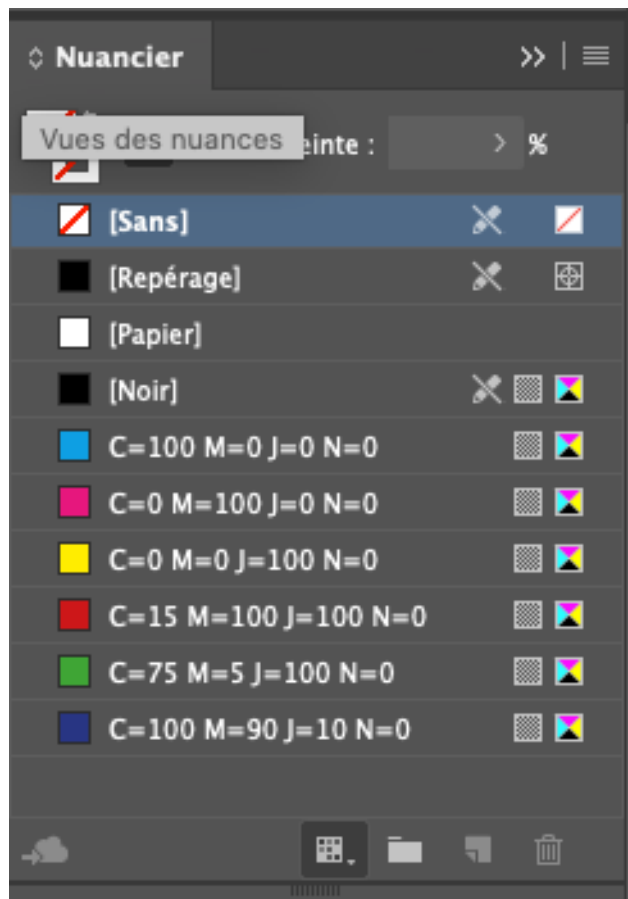 Nuancier
Vues des nuances
einte : %
[Sans]
[Repérage]
[Papier]
[Noir]
C=100 M=0 J=0 N=0
C=0 M=100 J=0 N=0
C=0 M=0 J=100 N=0
C=15 M=100 J=100 N=0
C=75 M=5 J=100 N=0
C=100 M=90 J=10 N=0